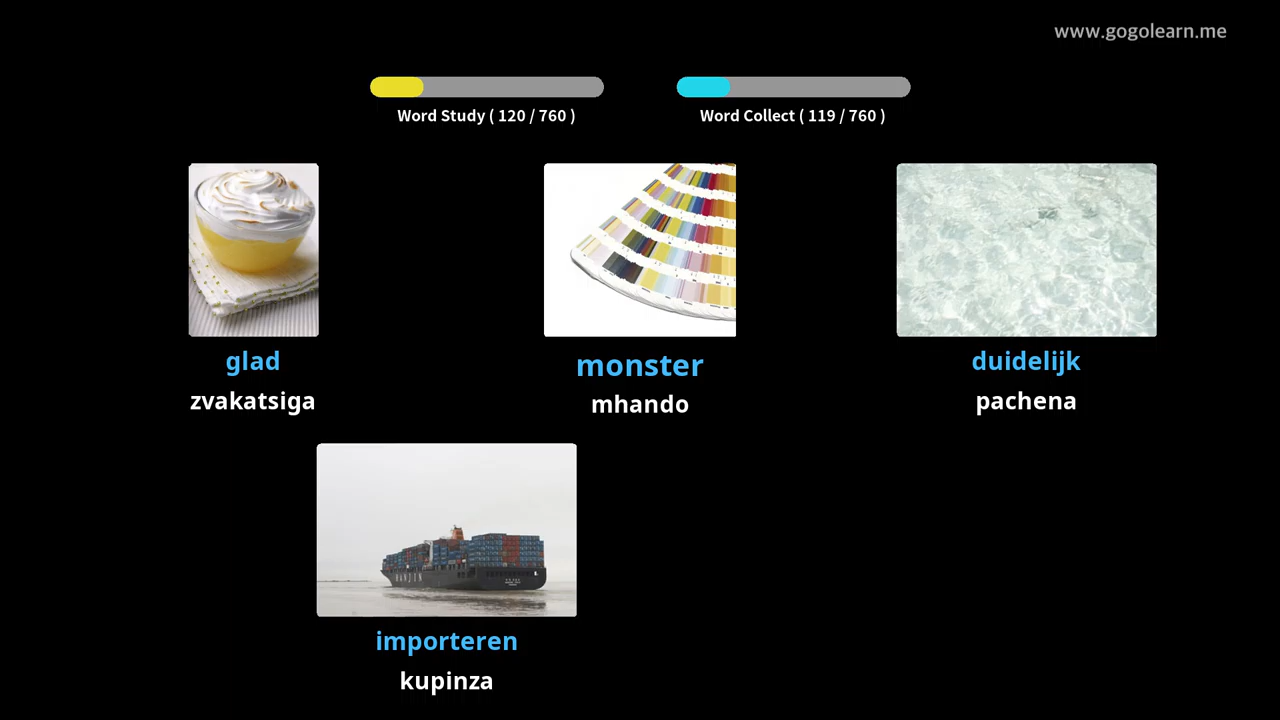 www.gogolearn.me
Word Study ( 120 / 760 )
Word Collect ( 119 / 760 )
glad
zvakatsiga
monster
mhando
duidelijk
pachena
HANJIN
importeren
kupinza